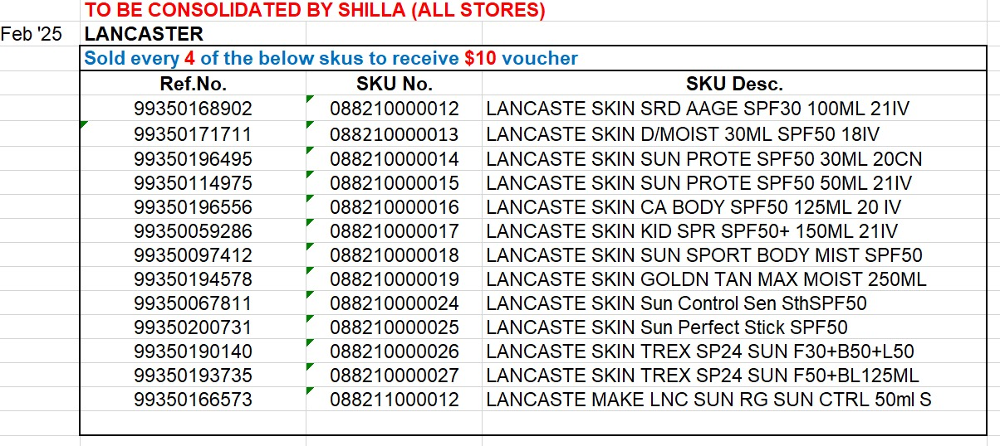 TO BE CONSOLIDATED BY SHILLA (ALL STORES)
Feb '25 LANCASTER
Sold every 4 of the below skus to receive $10 voucher
Ref.No. SKU No. SKU Desc.
99350168902 088210000012 LANCASTE SKIN SRD AAGE SPF30 100ML 21IV
99350171711 088210000013 LANCASTE SKIN D/MOIST 30ML SPF50 18IV
99350196495 088210000014 LANCASTE SKIN SUN PROTE SPF50 30ML 20CN
99350114975 088210000015 LANCASTE SKIN SUN PROTE SPF50 50ML 21IV
99350196556 088210000016 LANCASTE SKIN CA BODY SPF50 125ML 20 IV
99350059286 088210000017 LANCASTE SKIN KID SPR SPF50+ 150ML 21IV
99350097412 088210000018 LANCASTE SKIN SUN SPORT BODY MIST SPF50
99350194578 088210000019 LANCASTE SKIN GOLDN TAN MAX MOIST 250ML
99350067811 088210000024 LANCASTE SKIN Sun Control Sen SthSPF50
99350200731 088210000025 LANCASTE SKIN Sun Perfect Stick SPF50
99350190140 088210000026 LANCASTE SKIN TREX SP24 SUN F30+B50+L50
99350193735 088210000027 LANCASTE SKIN TREX SP24 SUN F50+BL125ML
99350166573 088211000012 LANCASTE MAKE LNC SUN RG SUN CTRL 50ml S